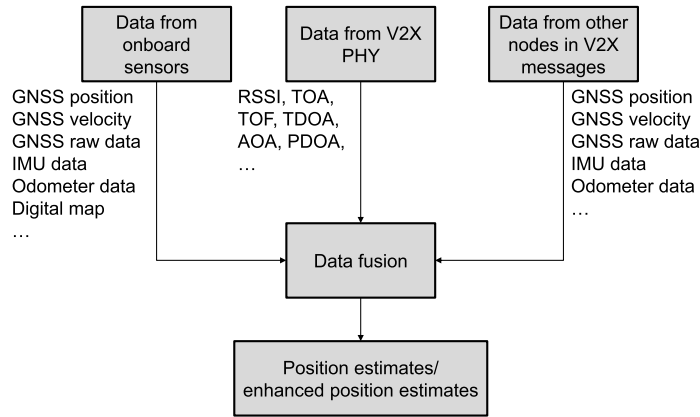 Data from
onboard
sensors
Data from V2X
PHY
Data from other
nodes in V2X
messages
GNSS position
GNSS velocity
GNSS raw data
IMU data
Odometer data
Digital map
…
RSSI, TOA,
TOF, TDOA,
AOA, PDOA,
…
GNSS position
GNSS velocity
GNSS raw data
IMU data
Odometer data
…
Data fusion
Position estimates/
enhanced position estimates